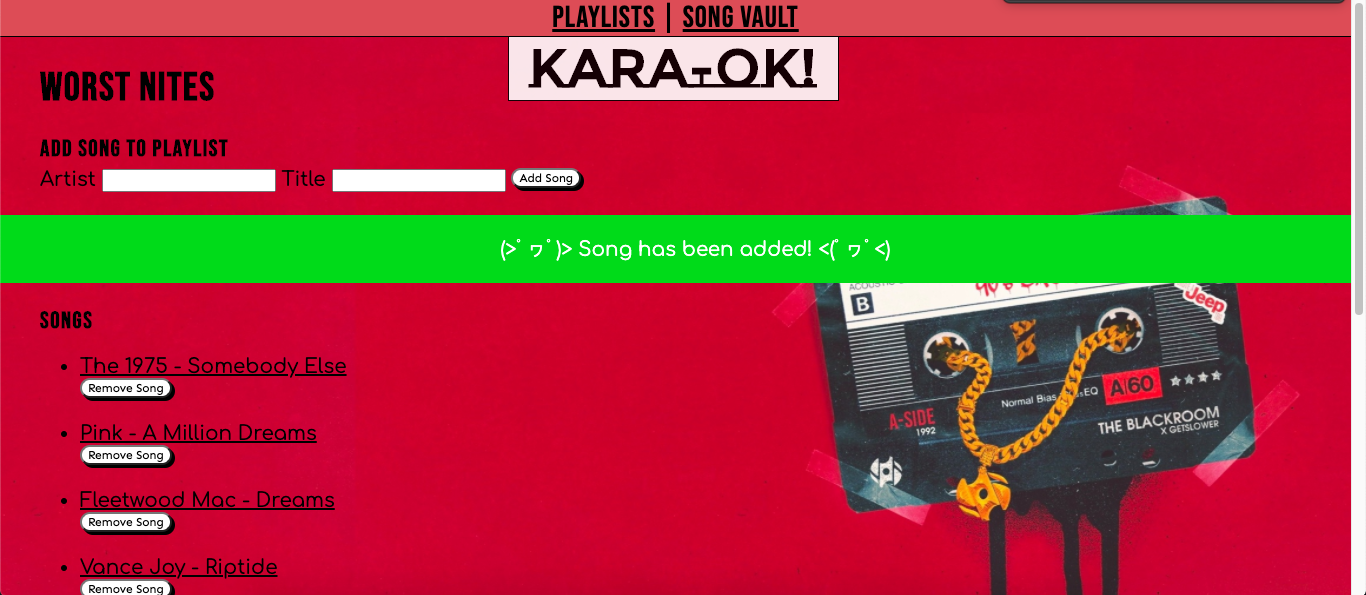 PLAYLISTS | SONG VAULT
KARA-OK!
WORST NITES
ADD SONG TO PLAYLIST
Artist Title Add Song
(>ﾟヮﾟ)> Song has been added! <(ﾟヮﾟ<)
SONGS
• The 1975 - Somebody Else
Remove Song
• Pink - A Million Dreams
Remove Song
• Fleetwood Mac - Dreams
Remove Song
• Vance Joy - Riptide
Remove Song
B
Jeep
Normal Bias EQ A|60
A-SIDE
1992
THE BLACKROOM
X GETSLOWER